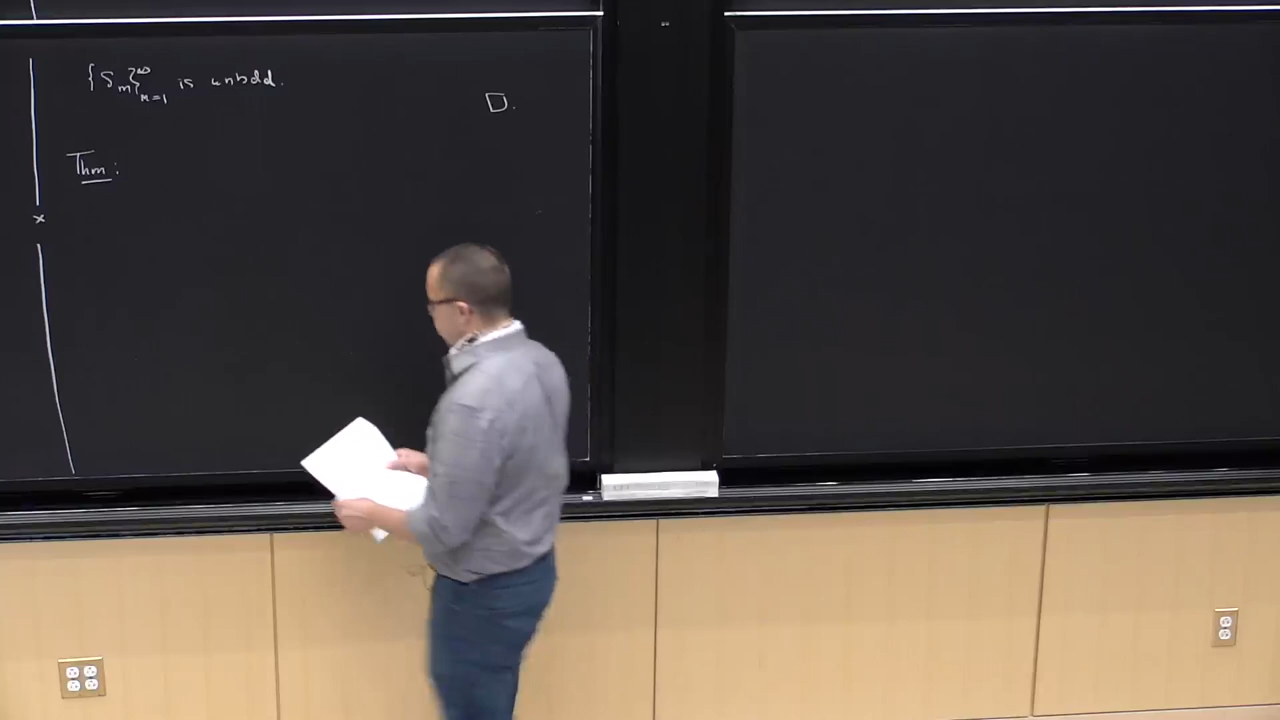 {S_m}_{m=1}^∞ is unbdd.
□.
Thm:
x